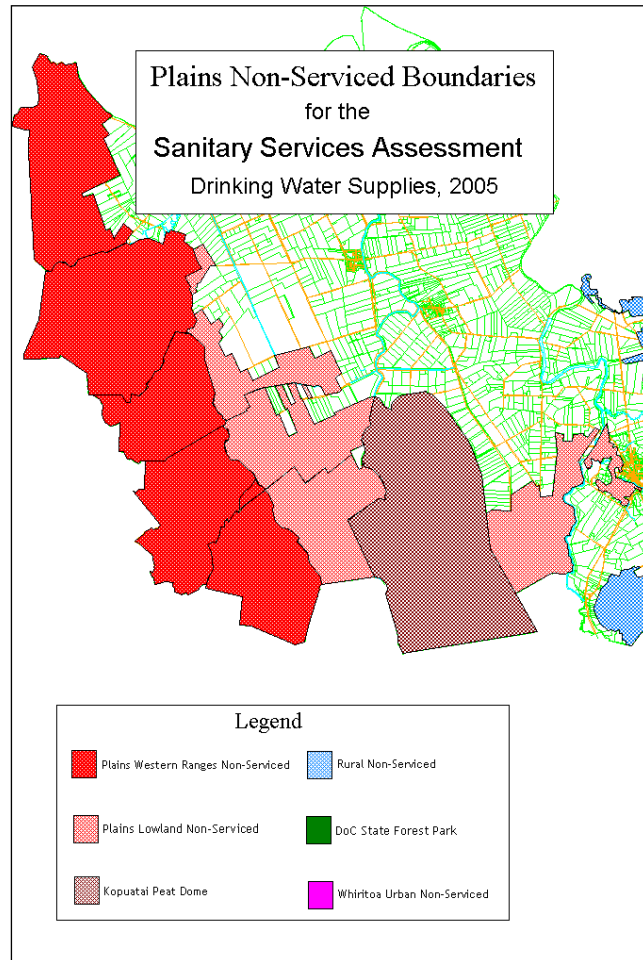 Plains Non-Serviced Boundaries
for the
Sanitary Services Assessment
Drinking Water Supplies, 2005
Legend
Plains Western Ranges Non-Serviced
Rural Non-Serviced
Plains Lowland Non-Serviced
DoC State Forest Park
Kopuatai Peat Dome
Whiritoa Urban Non-Serviced